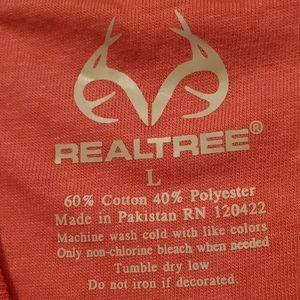 REALTREE®
L
60% Cotton 40% Polyester
Made in Pakistan RN 120422
Machine wash cold with like colors
Only non-chlorine bleach when needed
Tumble dry low
Do not iron if decorated.